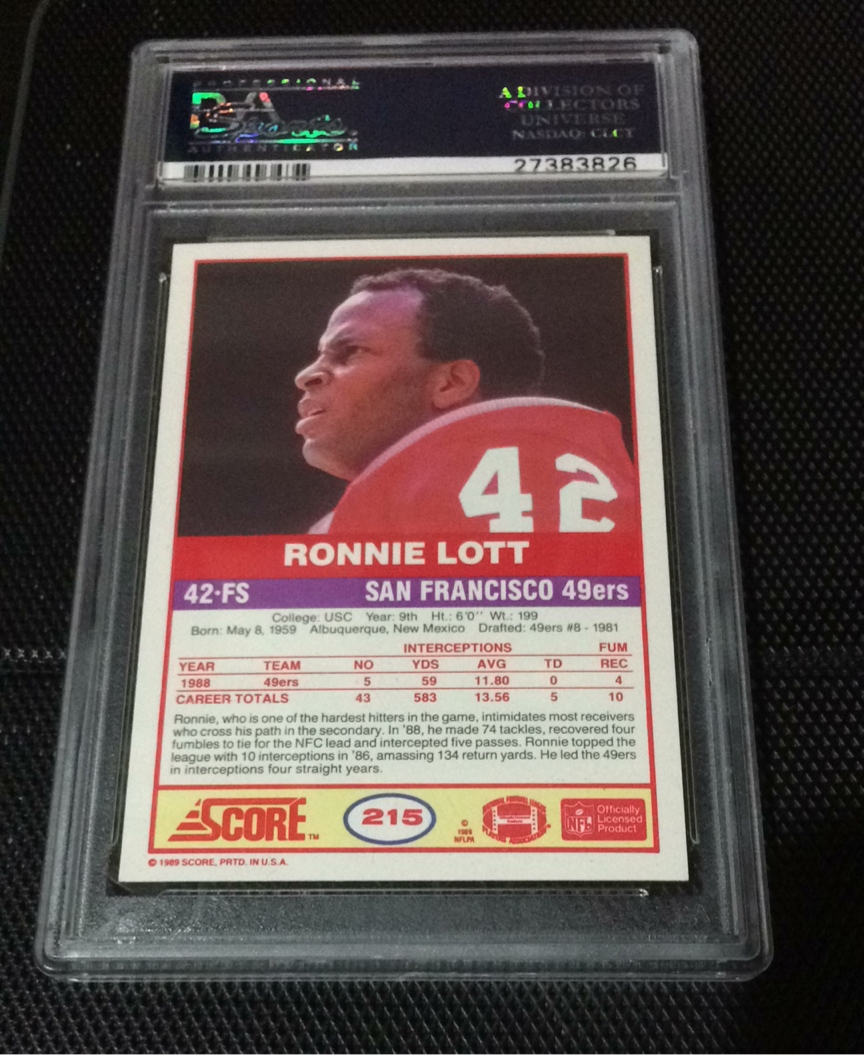 PROFESSIONAL
PSA
AUTHENTICATOR
A DIVISION OF
COLLECTORS
UNIVERSE
NASDAQ: CLCT
27383826
42
RONNIE LOTT
42·FS SAN FRANCISCO 49ers
College: USC Year: 9th Ht.: 6'0'' Wt.: 199
Born: May 8, 1959 Albuquerque, New Mexico Drafted: 49ers #8 - 1981
INTERCEPTIONS FUM
YEAR TEAM NO YDS AVG TD REC
1988 49ers 5 59 11.80 0 4
CAREER TOTALS 43 583 13.56 5 10
Ronnie, who is one of the hardest hitters in the game, intimidates most receivers
who cross his path in the secondary. In '88, he made 74 tackles, recovered four
fumbles to tie for the NFC lead and intercepted five passes. Ronnie topped the
league with 10 interceptions in '86, amassing 134 return yards. He led the 49ers
in interceptions four straight years.
SCORE™
215
©
1989
NFLPA
NFL
Officially
Licensed
Product
© 1989 SCORE, PRTD. IN U.S.A.